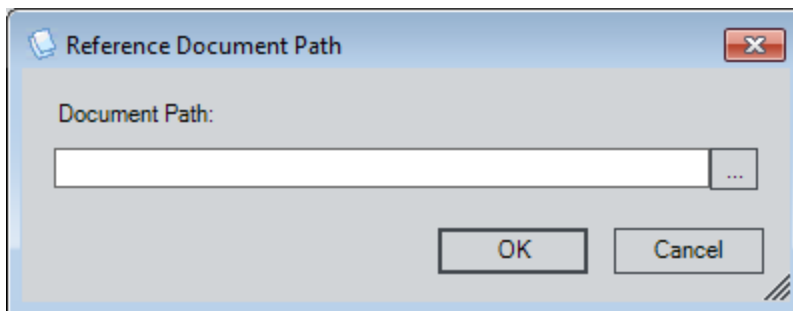 Reference Document Path
Document Path:
...
OK
Cancel